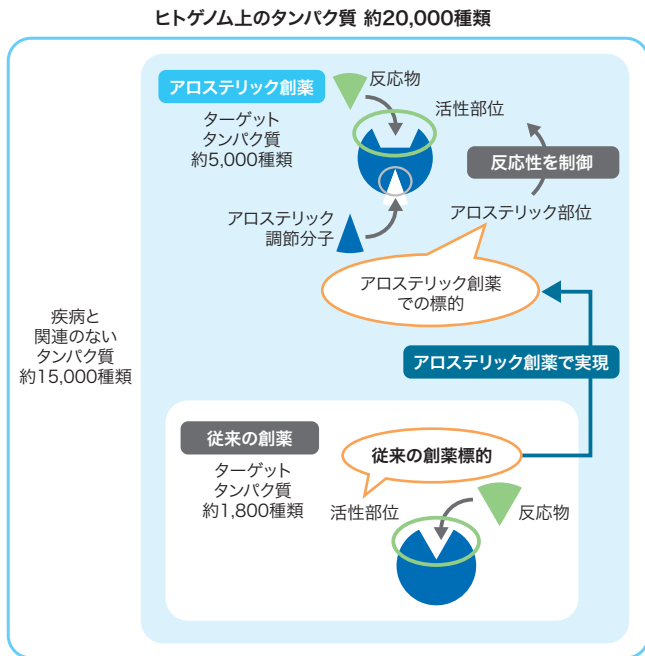 ヒトゲノム上のタンパク質 約20,000種類
アロステリック創薬
ターゲット
タンパク質
約5,000種類
反応物
活性部位
反応性を制御
アロステリック部位
アロステリック
調節分子
アロステリック創薬
での標的
疾病と
関連のない
タンパク質
約15,000種類
アロステリック創薬で実現
従来の創薬
ターゲット
タンパク質
約1,800種類
従来の創薬標的
活性部位
反応物